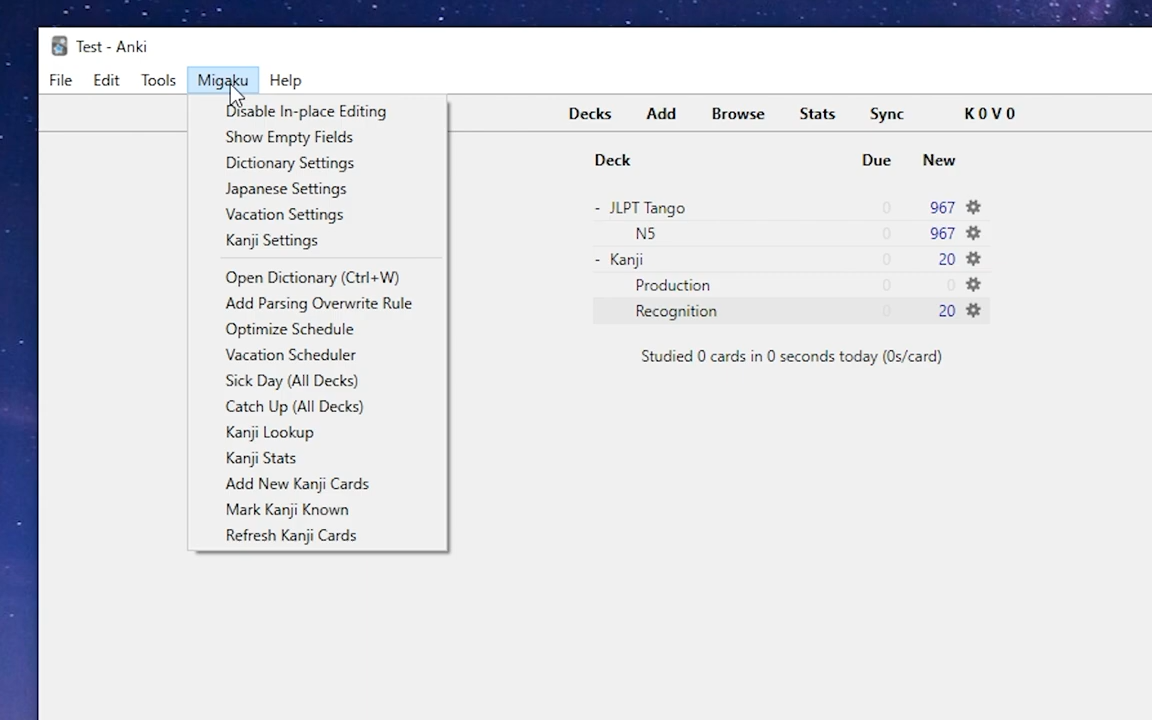 Test - Anki
File Edit Tools Migaku Help
Disable In-place Editing
Show Empty Fields
Dictionary Settings
Japanese Settings
Vacation Settings
Kanji Settings
Open Dictionary (Ctrl+W)
Add Parsing Overwrite Rule
Optimize Schedule
Vacation Scheduler
Sick Day (All Decks)
Catch Up (All Decks)
Kanji Lookup
Kanji Stats
Add New Kanji Cards
Mark Kanji Known
Refresh Kanji Cards
Decks Add Browse Stats Sync K 0 V 0
Deck Due New
- JLPT Tango 0 967
N5 0 967
- Kanji 0 20
Production 0 0
Recognition 0 20
Studied 0 cards in 0 seconds today (0s/card)